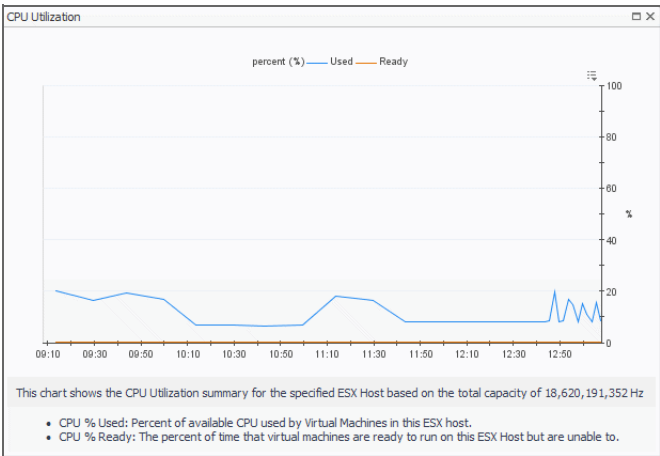 CPU Utilization
percent (%) Used Ready
100
80
60
%
40
20
0
09:10 09:30 09:50 10:10 10:30 10:50 11:10 11:30 11:50 12:10 12:30 12:50
This chart shows the CPU Utilization summary for the specified ESX Host based on the total capacity of 18,620,191,352 Hz
• CPU % Used: Percent of available CPU used by Virtual Machines in this ESX host.
• CPU % Ready: The percent of time that virtual machines are ready to run on this ESX Host but are unable to.